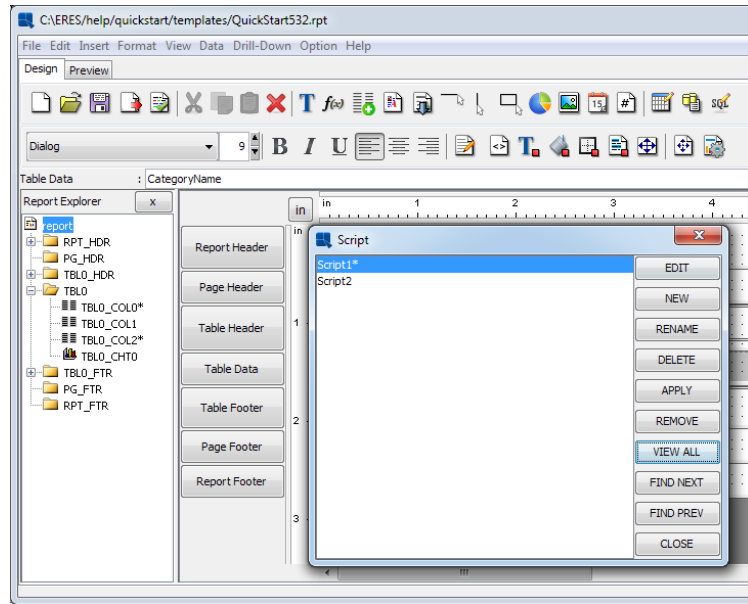 C:\ERES/help/quickstart/templates/QuickStart532.rpt
File Edit Insert Format View Data Drill-Down Option Help
Design Preview
T f(x) 15 # SQL
Dialog 9 B I U T
Table Data : CategoryName
Report Explorer x
in
in 1 2 3 4
in
1
2
3
report
RPT_HDR
PG_HDR
TBL0_HDR
TBL0
TBL0_COL0*
TBL0_COL1
TBL0_COL2*
TBL0_CHT0
TBL0_FTR
PG_FTR
RPT_FTR
Report Header
Page Header
Table Header
Table Data
Table Footer
Page Footer
Report Footer
Script x
Script1*
Script2
EDIT
NEW
RENAME
DELETE
APPLY
REMOVE
VIEW ALL
FIND NEXT
FIND PREV
CLOSE